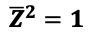 Z̅² = 1